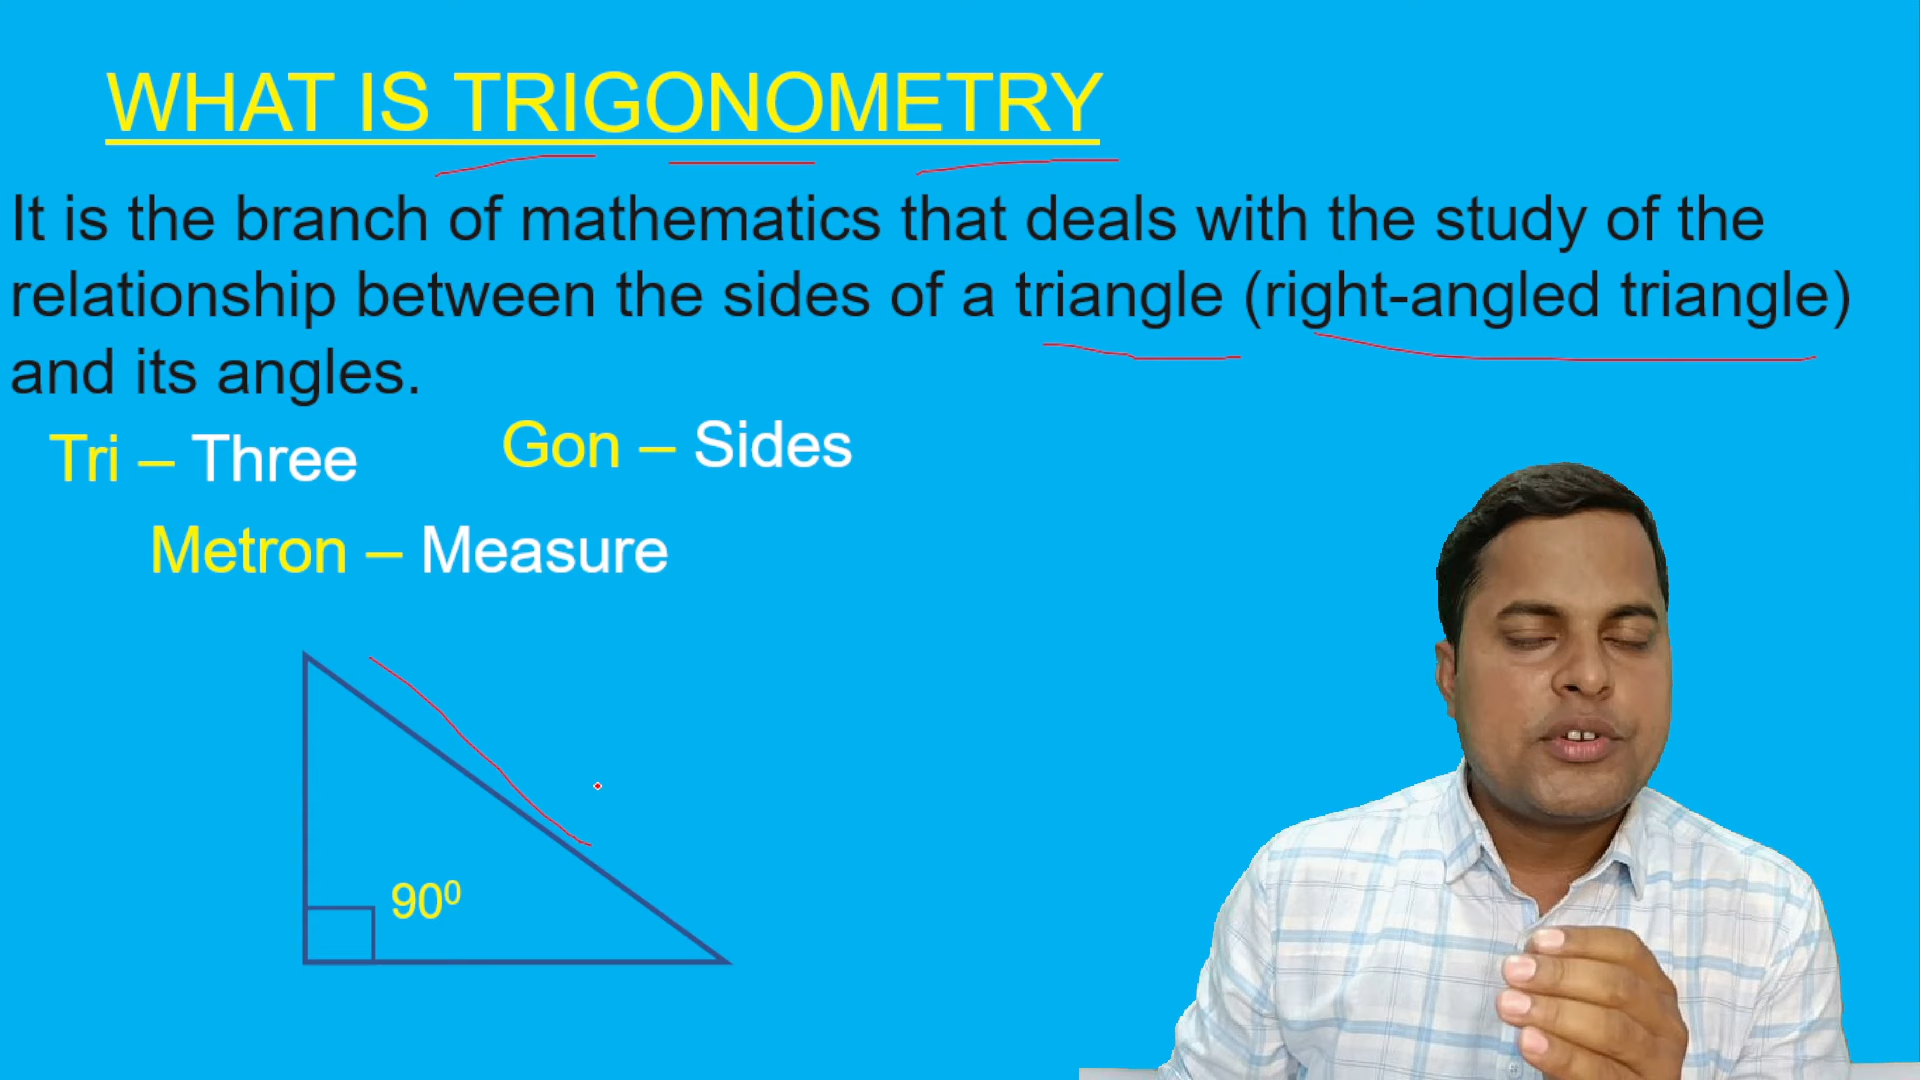 WHAT IS TRIGONOMETRY
It is the branch of mathematics that deals with the study of the
relationship between the sides of a triangle (right-angled triangle)
and its angles.
Tri – Three
Gon – Sides
Metron – Measure
90⁰